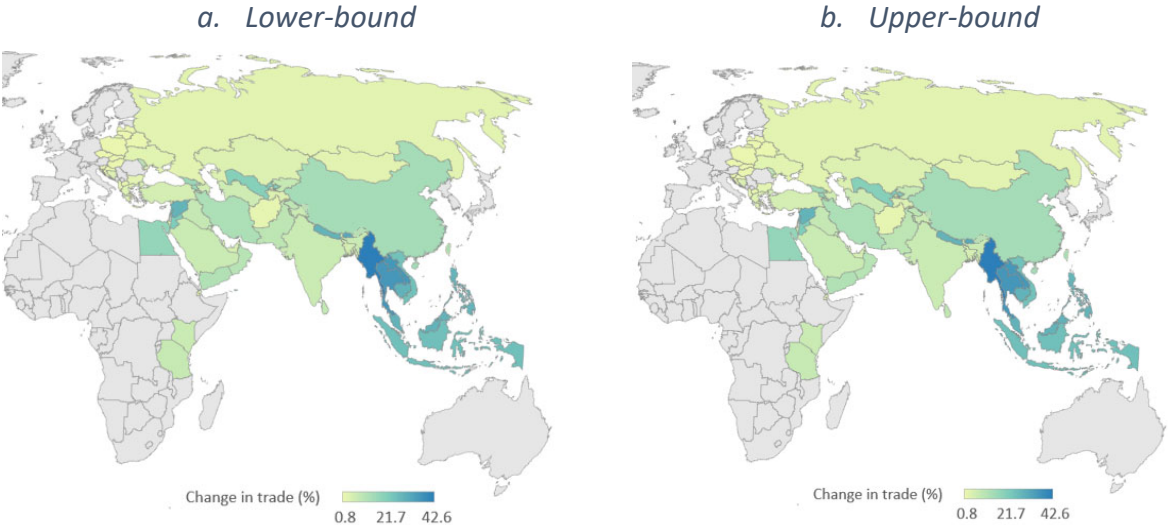 a. Lower-bound
b. Upper-bound
Change in trade (%)
0.8 21.7 42.6
Change in trade (%)
0.8 21.7 42.6